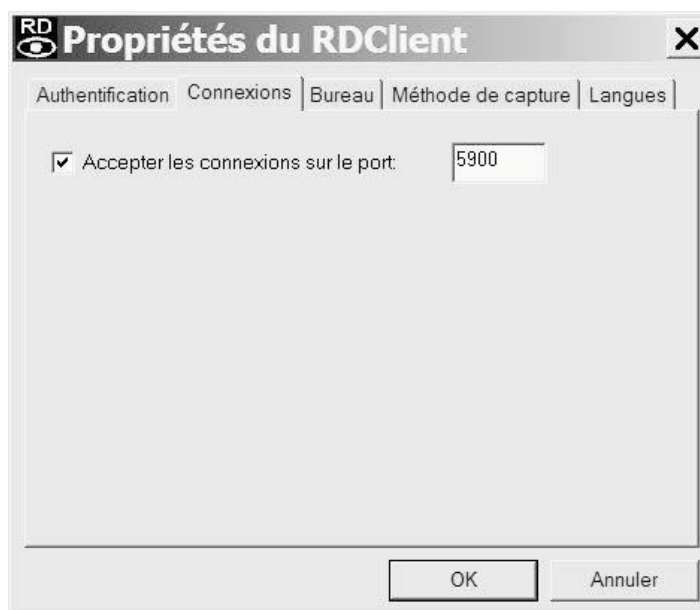 RD
Propriétés du RDClient
Authentification Connexions Bureau Méthode de capture Langues
Accepter les connexions sur le port: 5900
OK Annuler